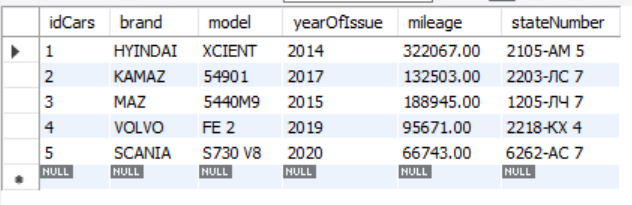 idCars brand model yearOfIssue mileage stateNumber
1 HYINDAI XCIENT 2014 322067.00 2105-AM 5
2 KAMAZ 54901 2017 132503.00 2203-ЛС 7
3 MAZ 5440M9 2015 188945.00 1205-ЛЧ 7
4 VOLVO FE 2 2019 95671.00 2218-КХ 4
5 SCANIA S730 V8 2020 66743.00 6262-АС 7
NULL NULL NULL NULL NULL NULL